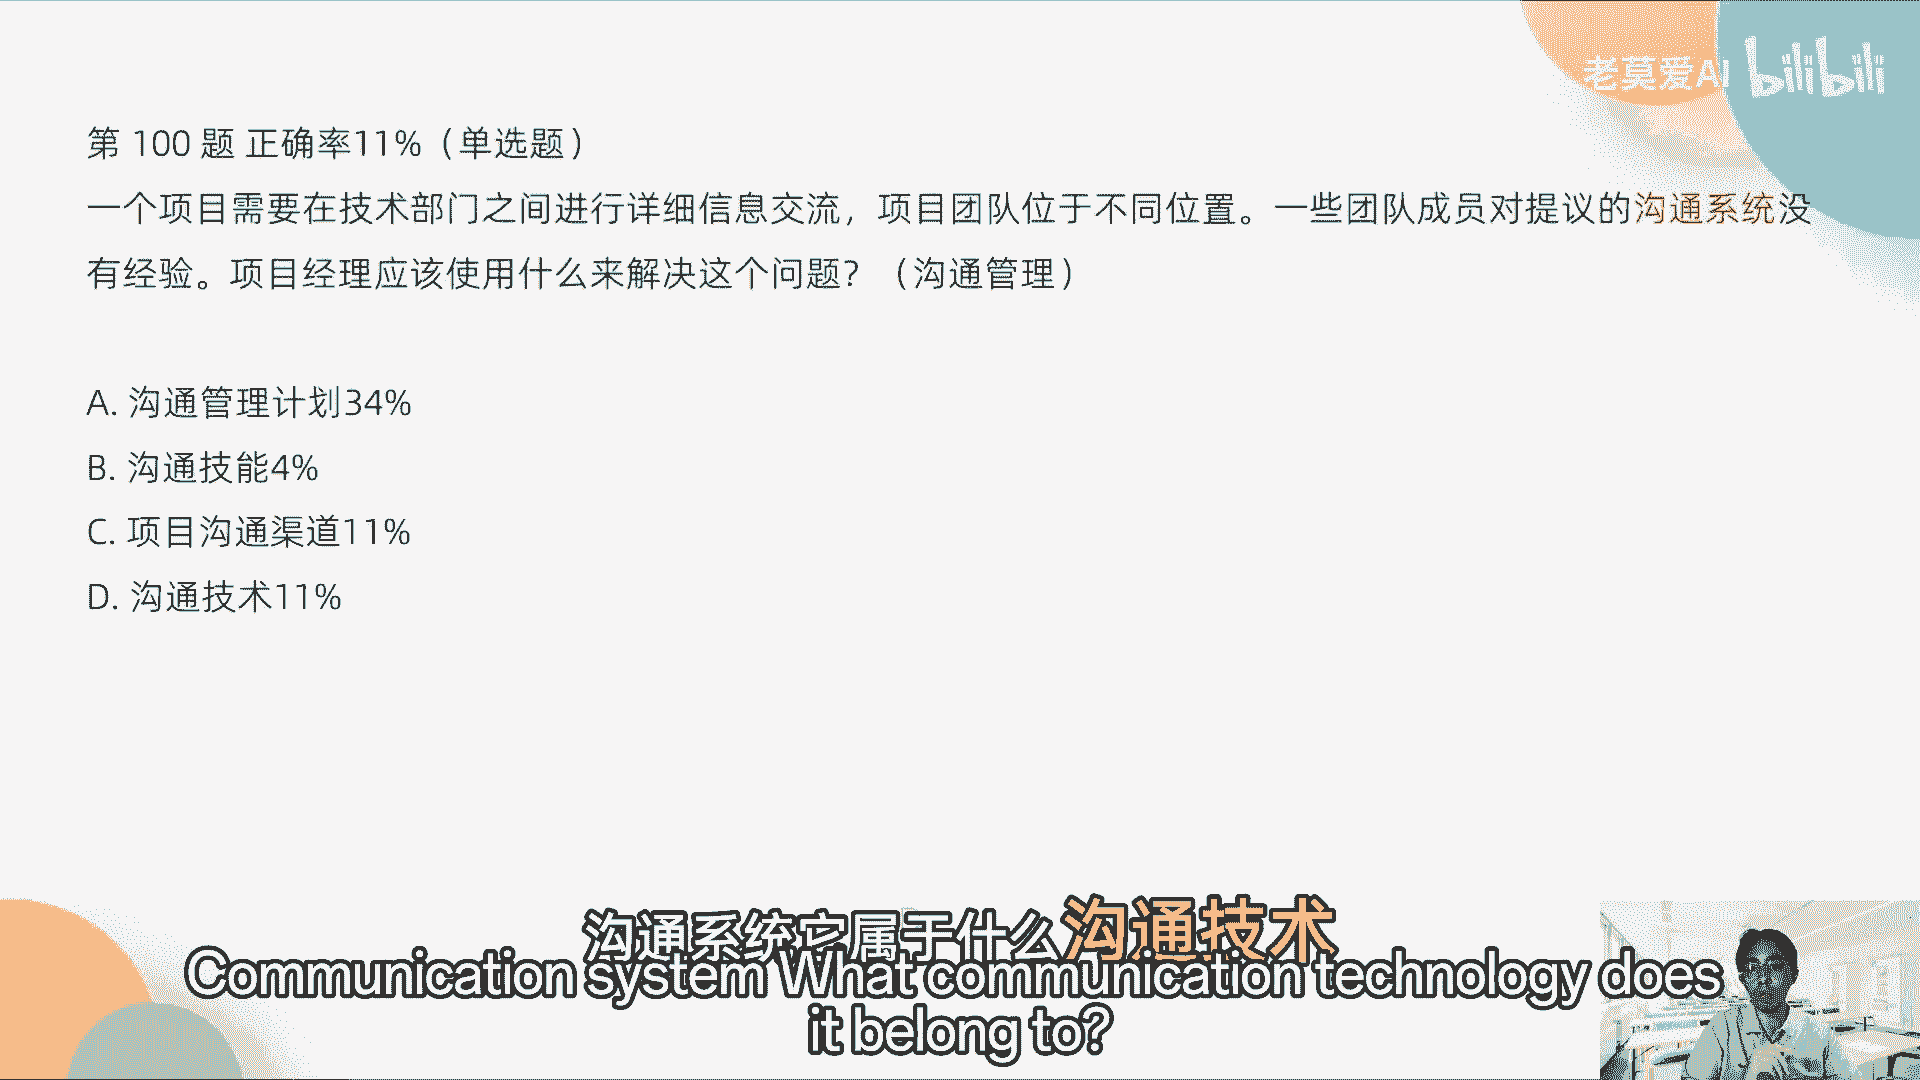 老莫爱AI bilibili
第 100 题 正确率11%（单选题）
一个项目需要在技术部门之间进行详细信息交流，项目团队位于不同位置。一些团队成员对提议的沟通系统没
有经验。项目经理应该使用什么来解决这个问题？（沟通管理）
A. 沟通管理计划34%
B. 沟通技能4%
C. 项目沟通渠道11%
D. 沟通技术11%
沟通系统它属于什么沟通技术
Communication system What communication technology does
it belong to?